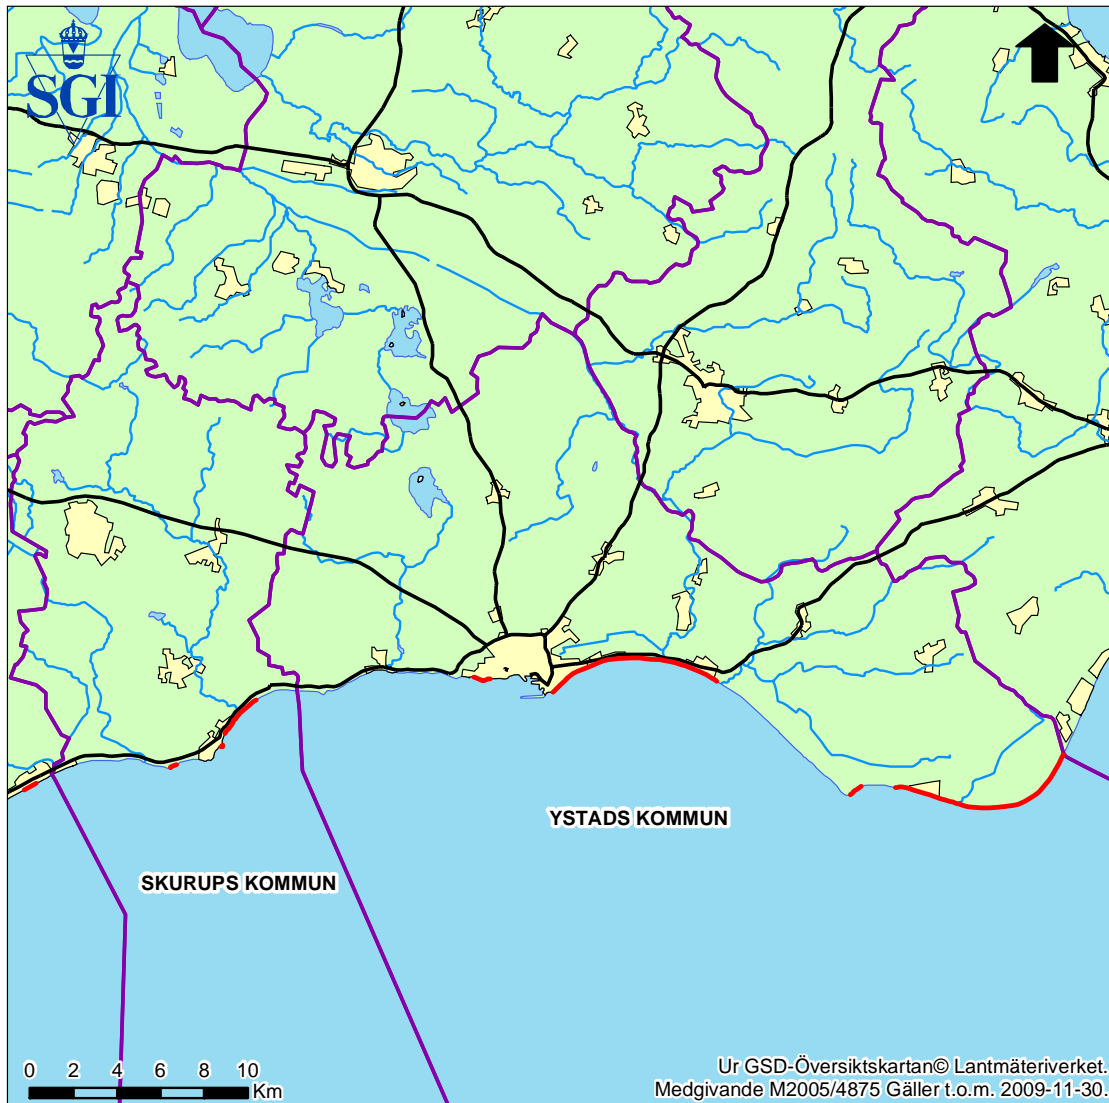 SGI
YSTADS KOMMUN
SKURUPS KOMMUN
0 2 4 6 8 10
Km
Ur GSD-Översiktskartan© Lantmäteriverket.
Medgivande M2005/4875 Gäller t.o.m. 2009-11-30.